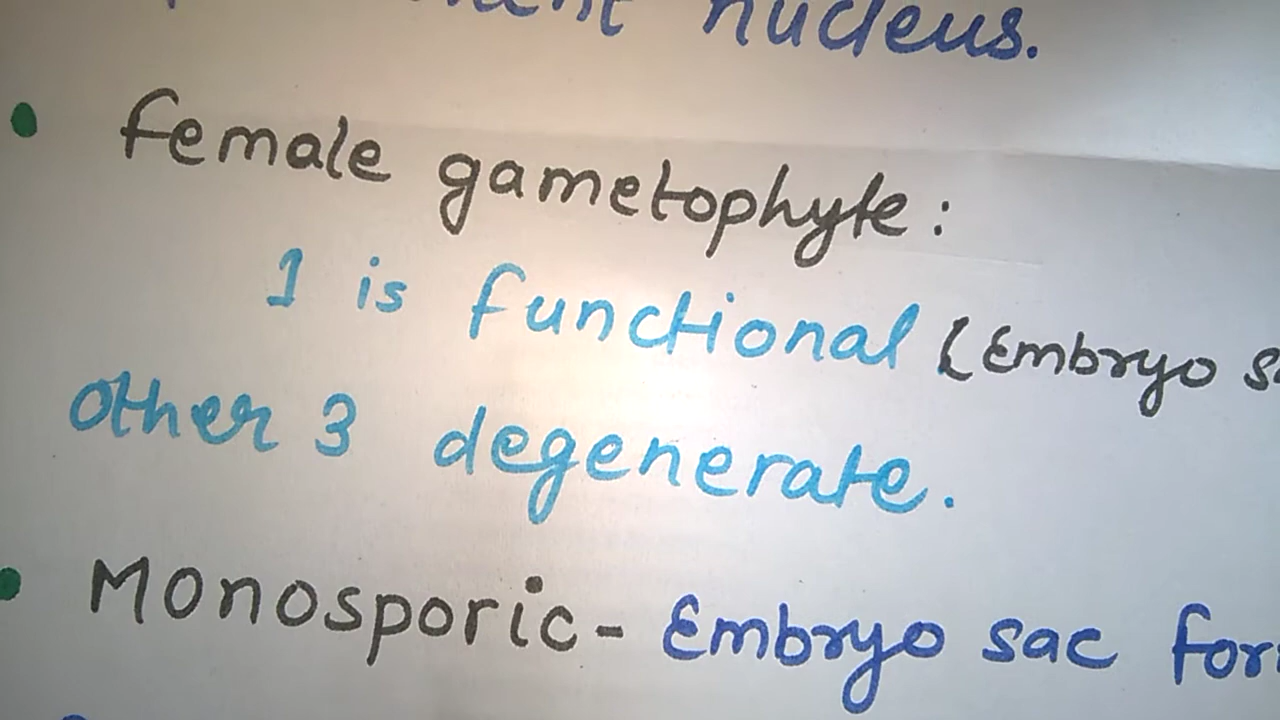 nucleus.
• Female gametophyte:
1 is functional (Embryo
other 3 degenerate.
• Monosporic - Embryo sac